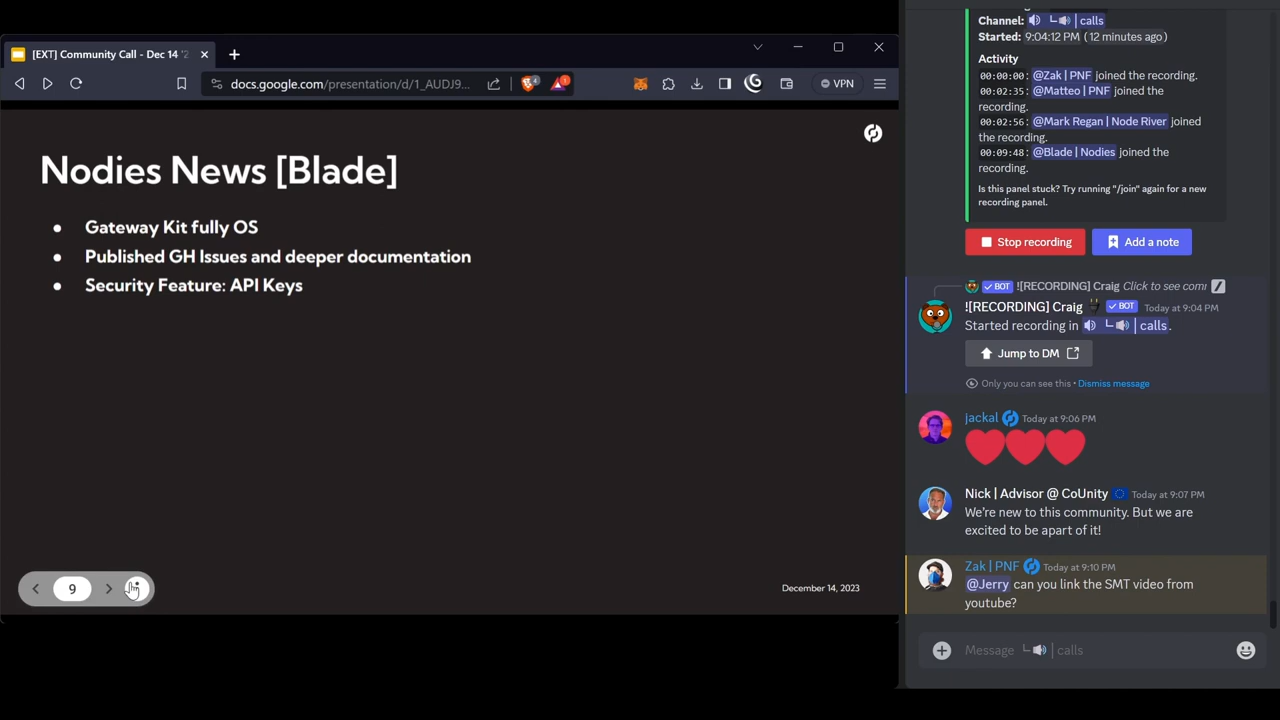 [EXT] Community Call - Dec 14 '2
docs.google.com/presentation/d/1_AUDJ9...
4
1
VPN
Nodies News [Blade]
● Gateway Kit fully OS
● Published GH Issues and deeper documentation
● Security Feature: API Keys
9
December 14, 2023
Channel: calls
Started: 9:04:12 PM (12 minutes ago)
Activity
00:00:00: @Zak | PNF joined the recording.
00:02:35: @Matteo | PNF joined the
recording.
00:02:56: @Mark Regan | Node River joined
the recording.
00:09:48: @Blade | Nodies joined the
recording.
Is this panel stuck? Try running "/join" again for a new
recording panel.
Stop recording
Add a note
BOT ![RECORDING] Craig Click to see com
![RECORDING] Craig BOT Today at 9:04 PM
Started recording in calls.
Jump to DM
Only you can see this • Dismiss message
jackal Today at 9:06 PM
Nick | Advisor @ CoUnity Today at 9:07 PM
We're new to this community. But we are
excited to be apart of it!
Zak | PNF Today at 9:10 PM
@Jerry can you link the SMT video from
youtube?
Message calls